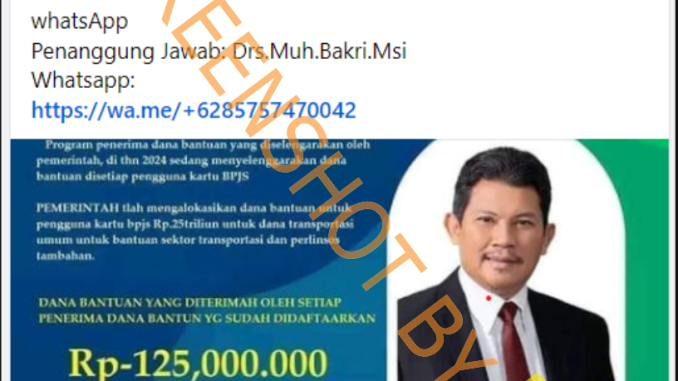 whatsApp
Penanggung Jawab: Drs.Muh.Bakri.Msi
Whatsapp:
https://wa.me/+6285757470042
Program penerima dana bantuan yang diselengarakan oleh
pemerintah, di thn 2024 sedang menyelenggarakan dana
bantuan disetiap pengguna kartu BPJS
PEMERINTAH tlah mengalokasikan dana bantuan untuk
pengguna kartu bpjs Rp.25triliun untuk dana transportasi
umum untuk bantuan sektor transportasi dan perlinsos
tambahan.
DANA BANTUAN YANG DITERIMAH OLEH SETIAP
PENERIMA DANA BANTUN YG SUDAH DIDAFTAARKAN
Rp-125,000.000
REENSHOT BY